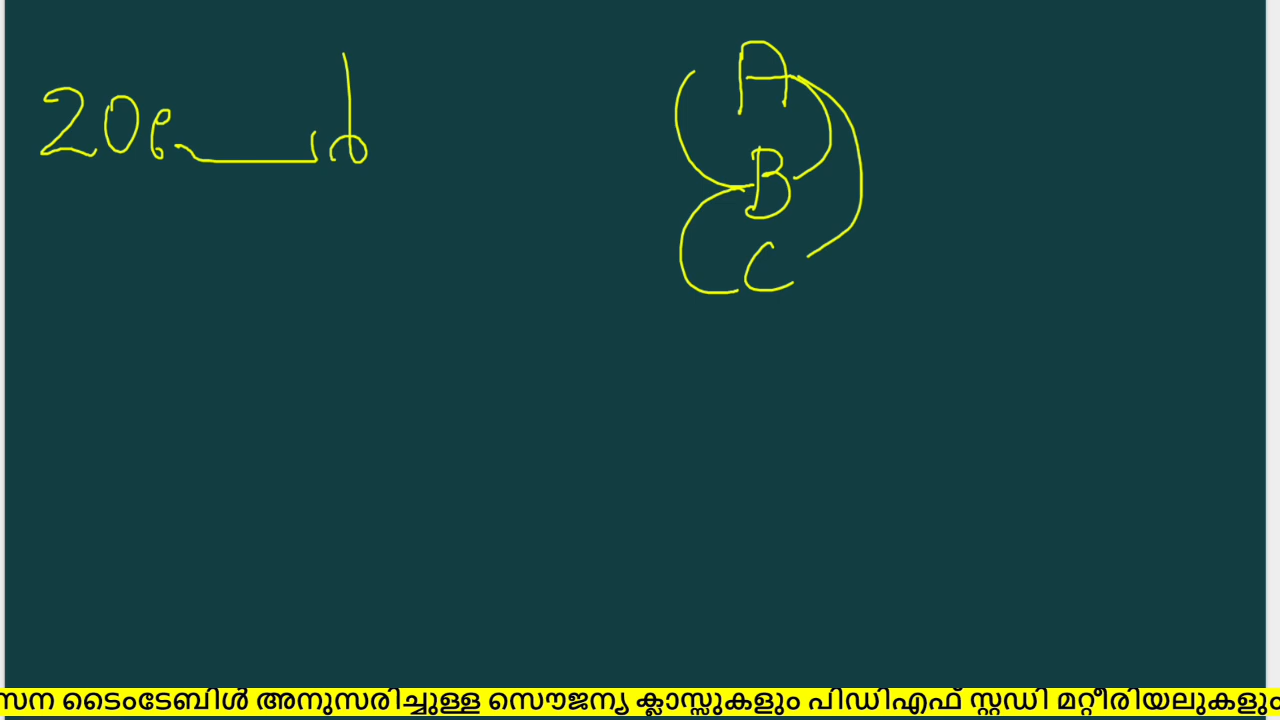 20
A
B
C
സന ടൈംടേബിൾ അനുസരിച്ചുള്ള സൌജന്യ ക്ലാസ്സുകളും പിഡിഎഫ് സ്റ്റഡി മറ്റീരിയലുകളും